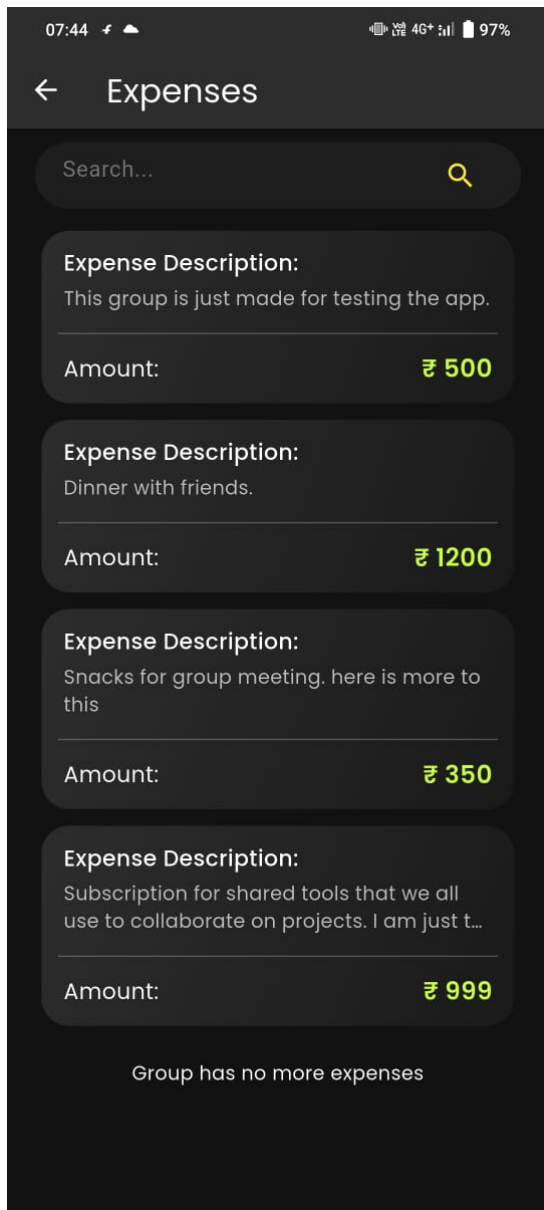 07:44
Vo) LTE 4G+ 97%
Expenses
Search...
Expense Description:
This group is just made for testing the app.
Amount: ₹ 500
Expense Description:
Dinner with friends.
Amount: ₹ 1200
Expense Description:
Snacks for group meeting. here is more to
this
Amount: ₹ 350
Expense Description:
Subscription for shared tools that we all
use to collaborate on projects. I am just t...
Amount: ₹ 999
Group has no more expenses